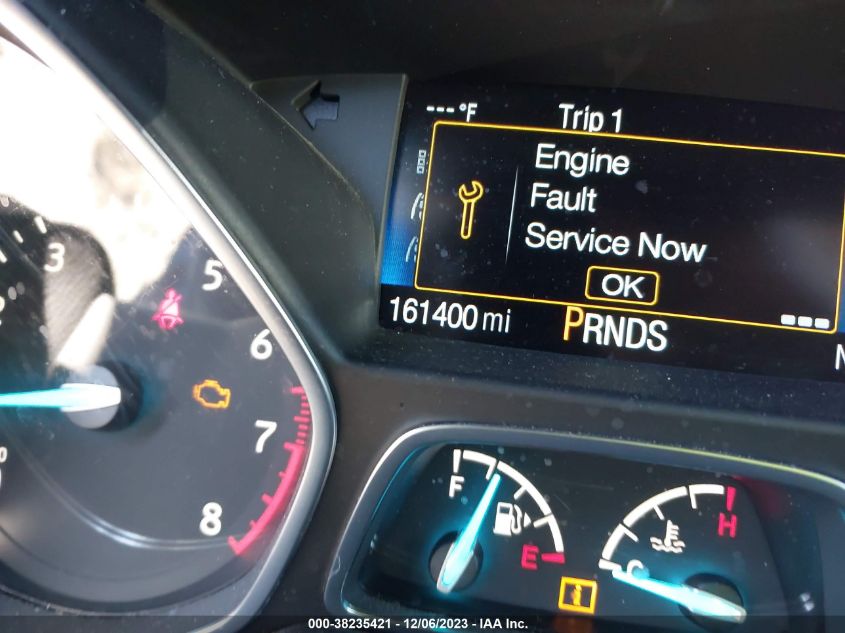 ---°F
Trip 1
Engine
Fault
Service Now
OK
161400 mi
PRNDS
3
5
6
7
8
F
E
H
C
000-38235421 - 12/06/2023 - IAA Inc.